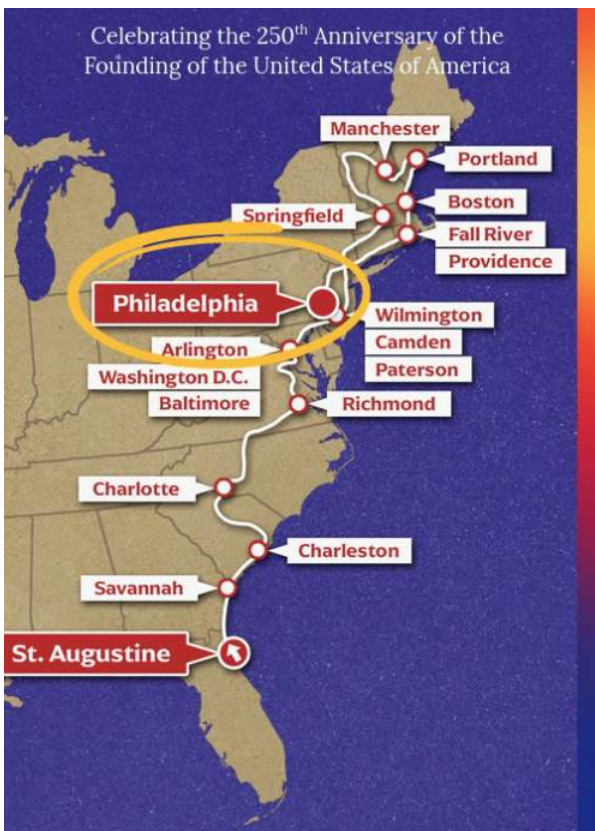 Celebrating the 250th Anniversary of the
Founding of the United States of America
Manchester
Portland
Springfield
Boston
Fall River
Providence
Philadelphia
Wilmington
Camden
Paterson
Arlington
Washington D.C.
Baltimore
Richmond
Charlotte
Charleston
Savannah
St. Augustine